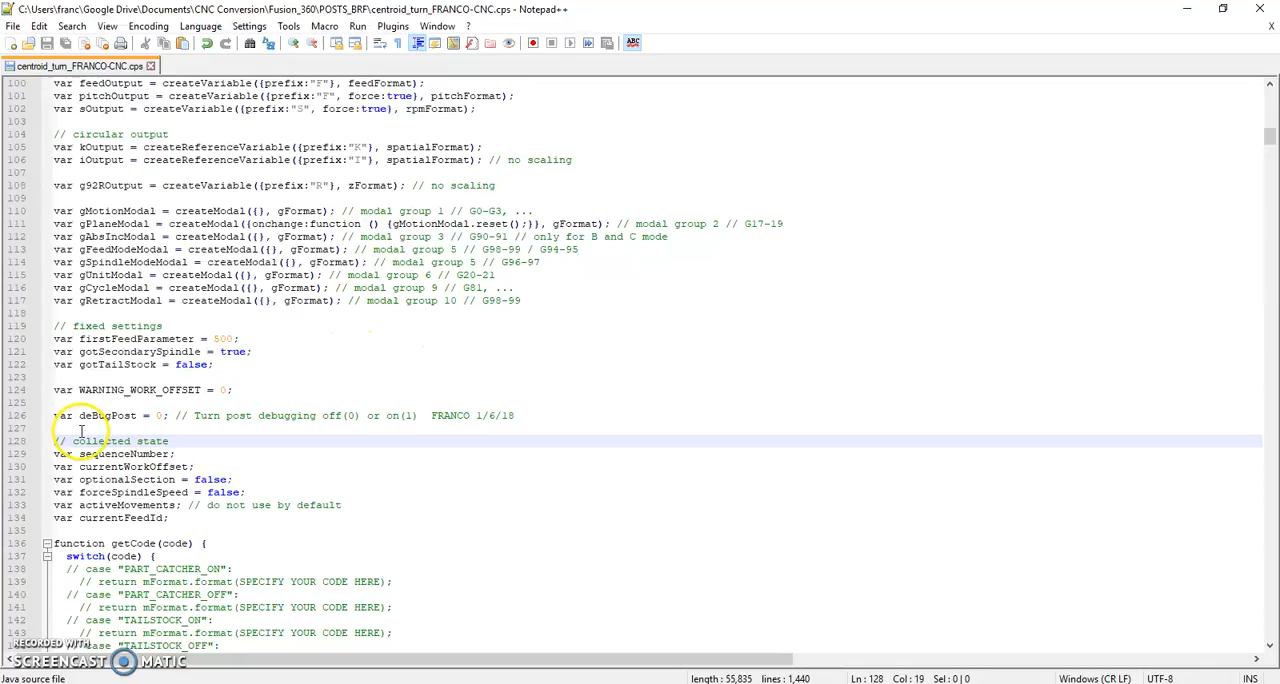 C:\Users\franc\Google Drive\Documents\CNC Conversion\Fusion_360\POSTS_BRF\centroid_turn_FRANCO-CNC.cps - Notepad++
File Edit Search View Encoding Language Settings Tools Macro Run Plugins Window ?
X
centroid_turn_FRANCO-CNC.cps
100 var feedOutput = createVariable({prefix:"F"}, feedFormat);
101 var pitchOutput = createVariable({prefix:"F", force:true}, pitchFormat);
102 var sOutput = createVariable({prefix:"S", force:true}, rpmFormat);
103
104 // circular output
105 var kOutput = createReferenceVariable({prefix:"K"}, spatialFormat);
106 var iOutput = createReferenceVariable({prefix:"I"}, spatialFormat); // no scaling
107
108 var g92ROutput = createVariable({prefix:"R"}, zFormat); // no scaling
109
110 var gMotionModal = createModal({}, gFormat); // modal group 1 // G0-G3, ...
111 var gPlaneModal = createModal({onchange:function () {gMotionModal.reset();}}, gFormat); // modal group 2 // G17-19
112 var gAbsIncModal = createModal({}, gFormat); // modal group 3 // G90-91 // only for B and C mode
113 var gFeedModeModal = createModal({}, gFormat); // modal group 5 // G98-99 / G94-95
114 var gSpindleModeModal = createModal({}, gFormat); // modal group 5 // G96-97
115 var gUnitModal = createModal({}, gFormat); // modal group 6 // G20-21
116 var gCycleModal = createModal({}, gFormat); // modal group 9 // G81, ...
117 var gRetractModal = createModal({}, gFormat); // modal group 10 // G98-99
118
119 // fixed settings
120 var firstFeedParameter = 500;
121 var gotSecondarySpindle = true;
122 var gotTailStock = false;
123
124 var WARNING_WORK_OFFSET = 0;
125
126 var deBugPost = 0; // Turn post debugging off(0) or on(1)  FRANCO 1/6/18
127
128 // collected state
129 var sequenceNumber;
130 var currentWorkOffset;
131 var optionalSection = false;
132 var forceSpindleSpeed = false;
133 var activeMovements; // do not use by default
134 var currentFeedId;
135
136 function getCode(code) {
137 switch(code) {
138 // case "PART_CATCHER_ON":
139 // return mFormat.format(SPECIFY YOUR CODE HERE);
140 // case "PART_CATCHER_OFF":
141 // return mFormat.format(SPECIFY YOUR CODE HERE);
142 // case "TAILSTOCK_ON":
143 // return mFormat.format(SPECIFY YOUR CODE HERE);
// case "TAILSTOCK_OFF":
RECORDED WITH
SCREENCAST MATIC
Java source file length : 55,835 lines : 1,440 Ln : 128 Col : 19 Sel : 0 | 0 Windows (CR LF) UTF-8 INS